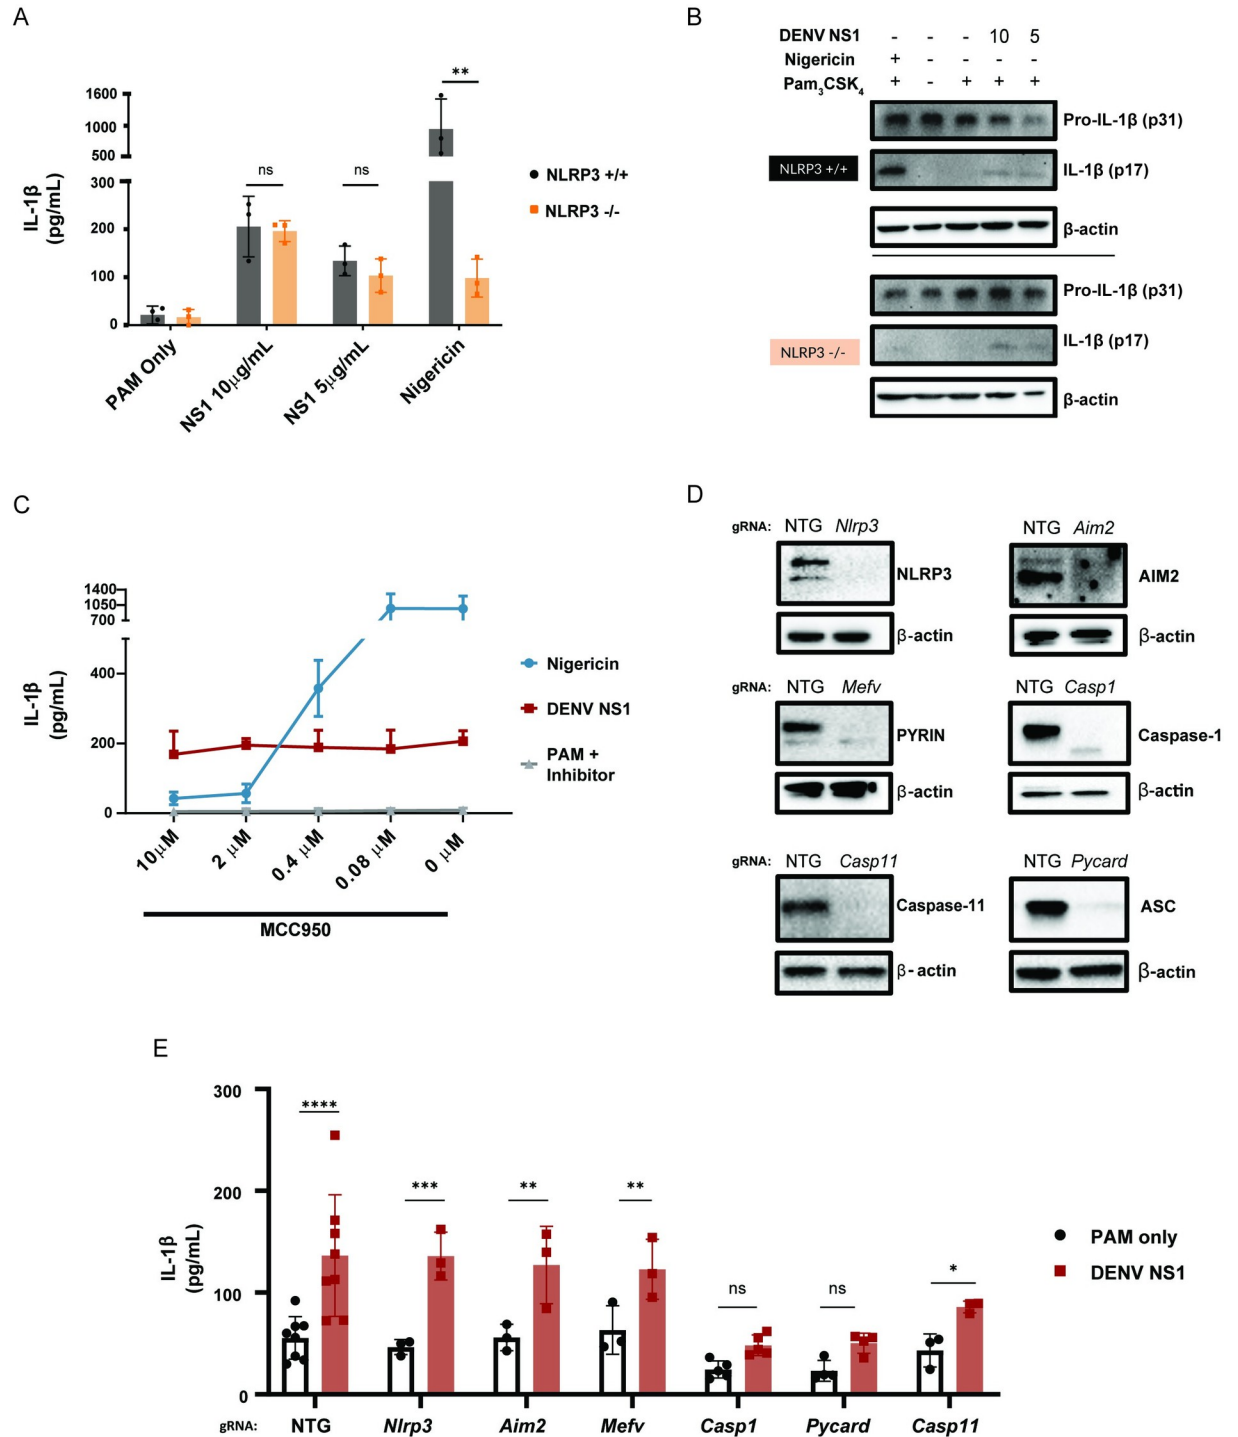 A
IL-1β
(pg/mL)
1600
1000
500
300
200
100
0
**
ns
ns
NLRP3 +/+
NLRP3 -/-
PAM Only
NS1 10μg/mL
NS1 5μg/mL
Nigericin
B
DENV NS1 - - - 10 5
Nigericin + - - - -
Pam3CSK4 + - + + +
Pro-IL-1β (p31)
NLRP3 +/+
IL-1β (p17)
β-actin
Pro-IL-1β (p31)
NLRP3 -/-
IL-1β (p17)
β-actin
C
IL-1β
(pg/mL)
1400
1050
700
400
200
0
Nigericin
DENV NS1
PAM +
Inhibitor
10μM
2 μM
0.4 μM
0.08 μM
0 μM
MCC950
D
gRNA: NTG Nlrp3
NLRP3
β-actin
NTG Aim2
AIM2
β-actin
gRNA: NTG Mefv
PYRIN
β-actin
NTG Casp1
Caspase-1
β-actin
gRNA: NTG Casp11
Caspase-11
β- actin
NTG Pycard
ASC
β-actin
E
IL-1β
(pg/mL)
300
200
100
0
****
***
**
**
ns
ns
*
PAM only
DENV NS1
gRNA: NTG Nlrp3 Aim2 Mefv Casp1 Pycard Casp11